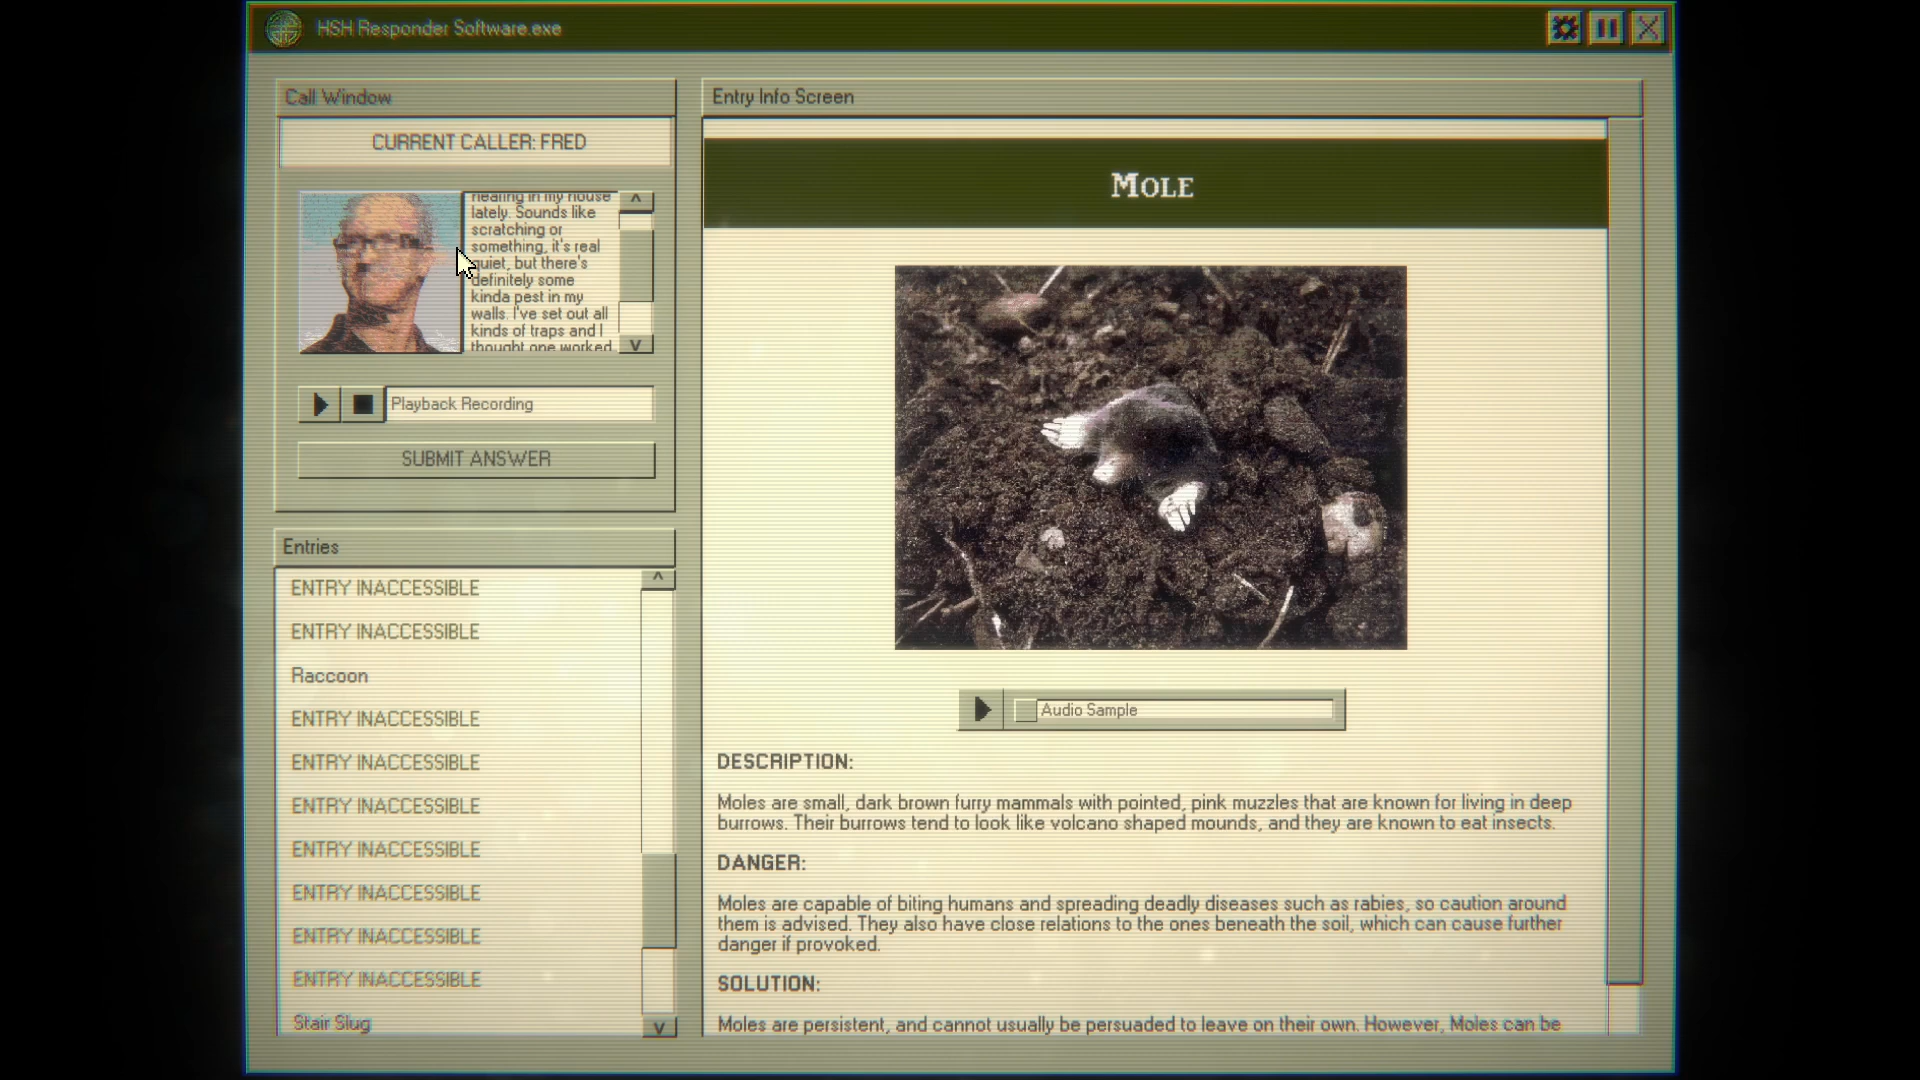 HSH Responder Software.exe
Call Window
CURRENT CALLER: FRED
hearing in my house
lately. Sounds like
scratching or
something, it's real
quiet, but there's
definitely some
kinda pest in my
walls. I've set out all
kinds of traps and I
thought one worked
Playback Recording
SUBMIT ANSWER
Entries
ENTRY INACCESSIBLE
ENTRY INACCESSIBLE
Raccoon
ENTRY INACCESSIBLE
ENTRY INACCESSIBLE
ENTRY INACCESSIBLE
ENTRY INACCESSIBLE
ENTRY INACCESSIBLE
ENTRY INACCESSIBLE
ENTRY INACCESSIBLE
Stair Slug
Entry Info Screen
MOLE
Audio Sample
DESCRIPTION:
Moles are small, dark brown furry mammals with pointed, pink muzzles that are known for living in deep
burrows. Their burrows tend to look like volcano shaped mounds, and they are known to eat insects.
DANGER:
Moles are capable of biting humans and spreading deadly diseases such as rabies, so caution around
them is advised. They also have close relations to the ones beneath the soil, which can cause further
danger if provoked.
SOLUTION:
Moles are persistent, and cannot usually be persuaded to leave on their own. However, Moles can be